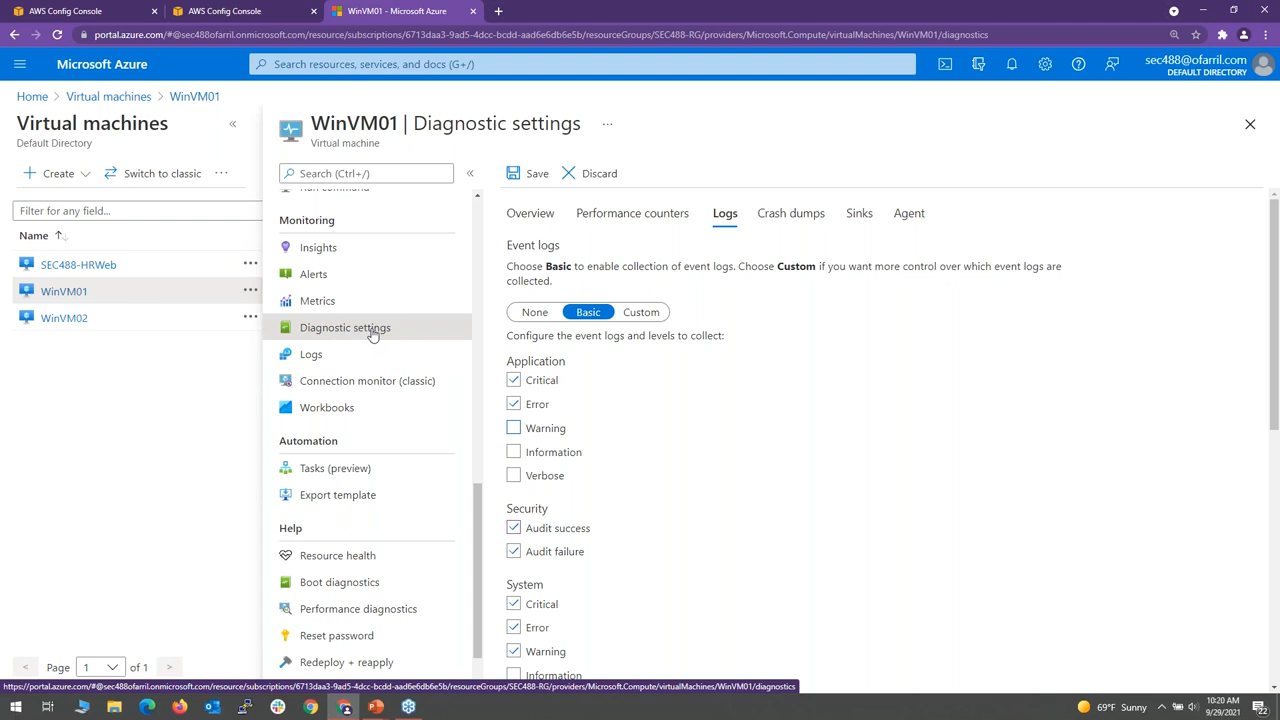 AWS Config Console
AWS Config Console
WinVM01 - Microsoft Azure
portal.azure.com/#@sec488ofarril.onmicrosoft.com/resource/subscriptions/6713daa3-9ad5-4dcc-bcdd-aad6e6db6e5b/resourceGroups/SEC488-RG/providers/Microsoft.Compute/virtualMachines/WinVM01/diagnostics
Microsoft Azure
Search resources, services, and docs (G+/)
sec488@ofarril.com
DEFAULT DIRECTORY
Home > Virtual machines > WinVM01
Virtual machines
Default Directory
Create
Switch to classic
Filter for any field...
Name
SEC488-HRWeb
WinVM01
WinVM02
Page 1 of 1
WinVM01 | Diagnostic settings
Virtual machine
Search (Ctrl+/)
Run command
Monitoring
Insights
Alerts
Metrics
Diagnostic settings
Logs
Connection monitor (classic)
Workbooks
Automation
Tasks (preview)
Export template
Help
Resource health
Boot diagnostics
Performance diagnostics
Reset password
Redeploy + reapply
Save
Discard
Overview
Performance counters
Logs
Crash dumps
Sinks
Agent
Event logs
Choose Basic to enable collection of event logs. Choose Custom if you want more control over which event logs are
collected.
None
Basic
Custom
Configure the event logs and levels to collect:
Application
Critical
Error
Warning
Information
Verbose
Security
Audit success
Audit failure
System
Critical
Error
Warning
Information
https://portal.azure.com/#@sec488ofarril.onmicrosoft.com/resource/subscriptions/6713daa3-9ad5-4dcc-bcdd-aad6e6db6e5b/resourceGroups/SEC488-RG/providers/Microsoft.Compute/virtualMachines/WinVM01/diagnostics
69°F Sunny
10:20 AM
9/29/2021
22